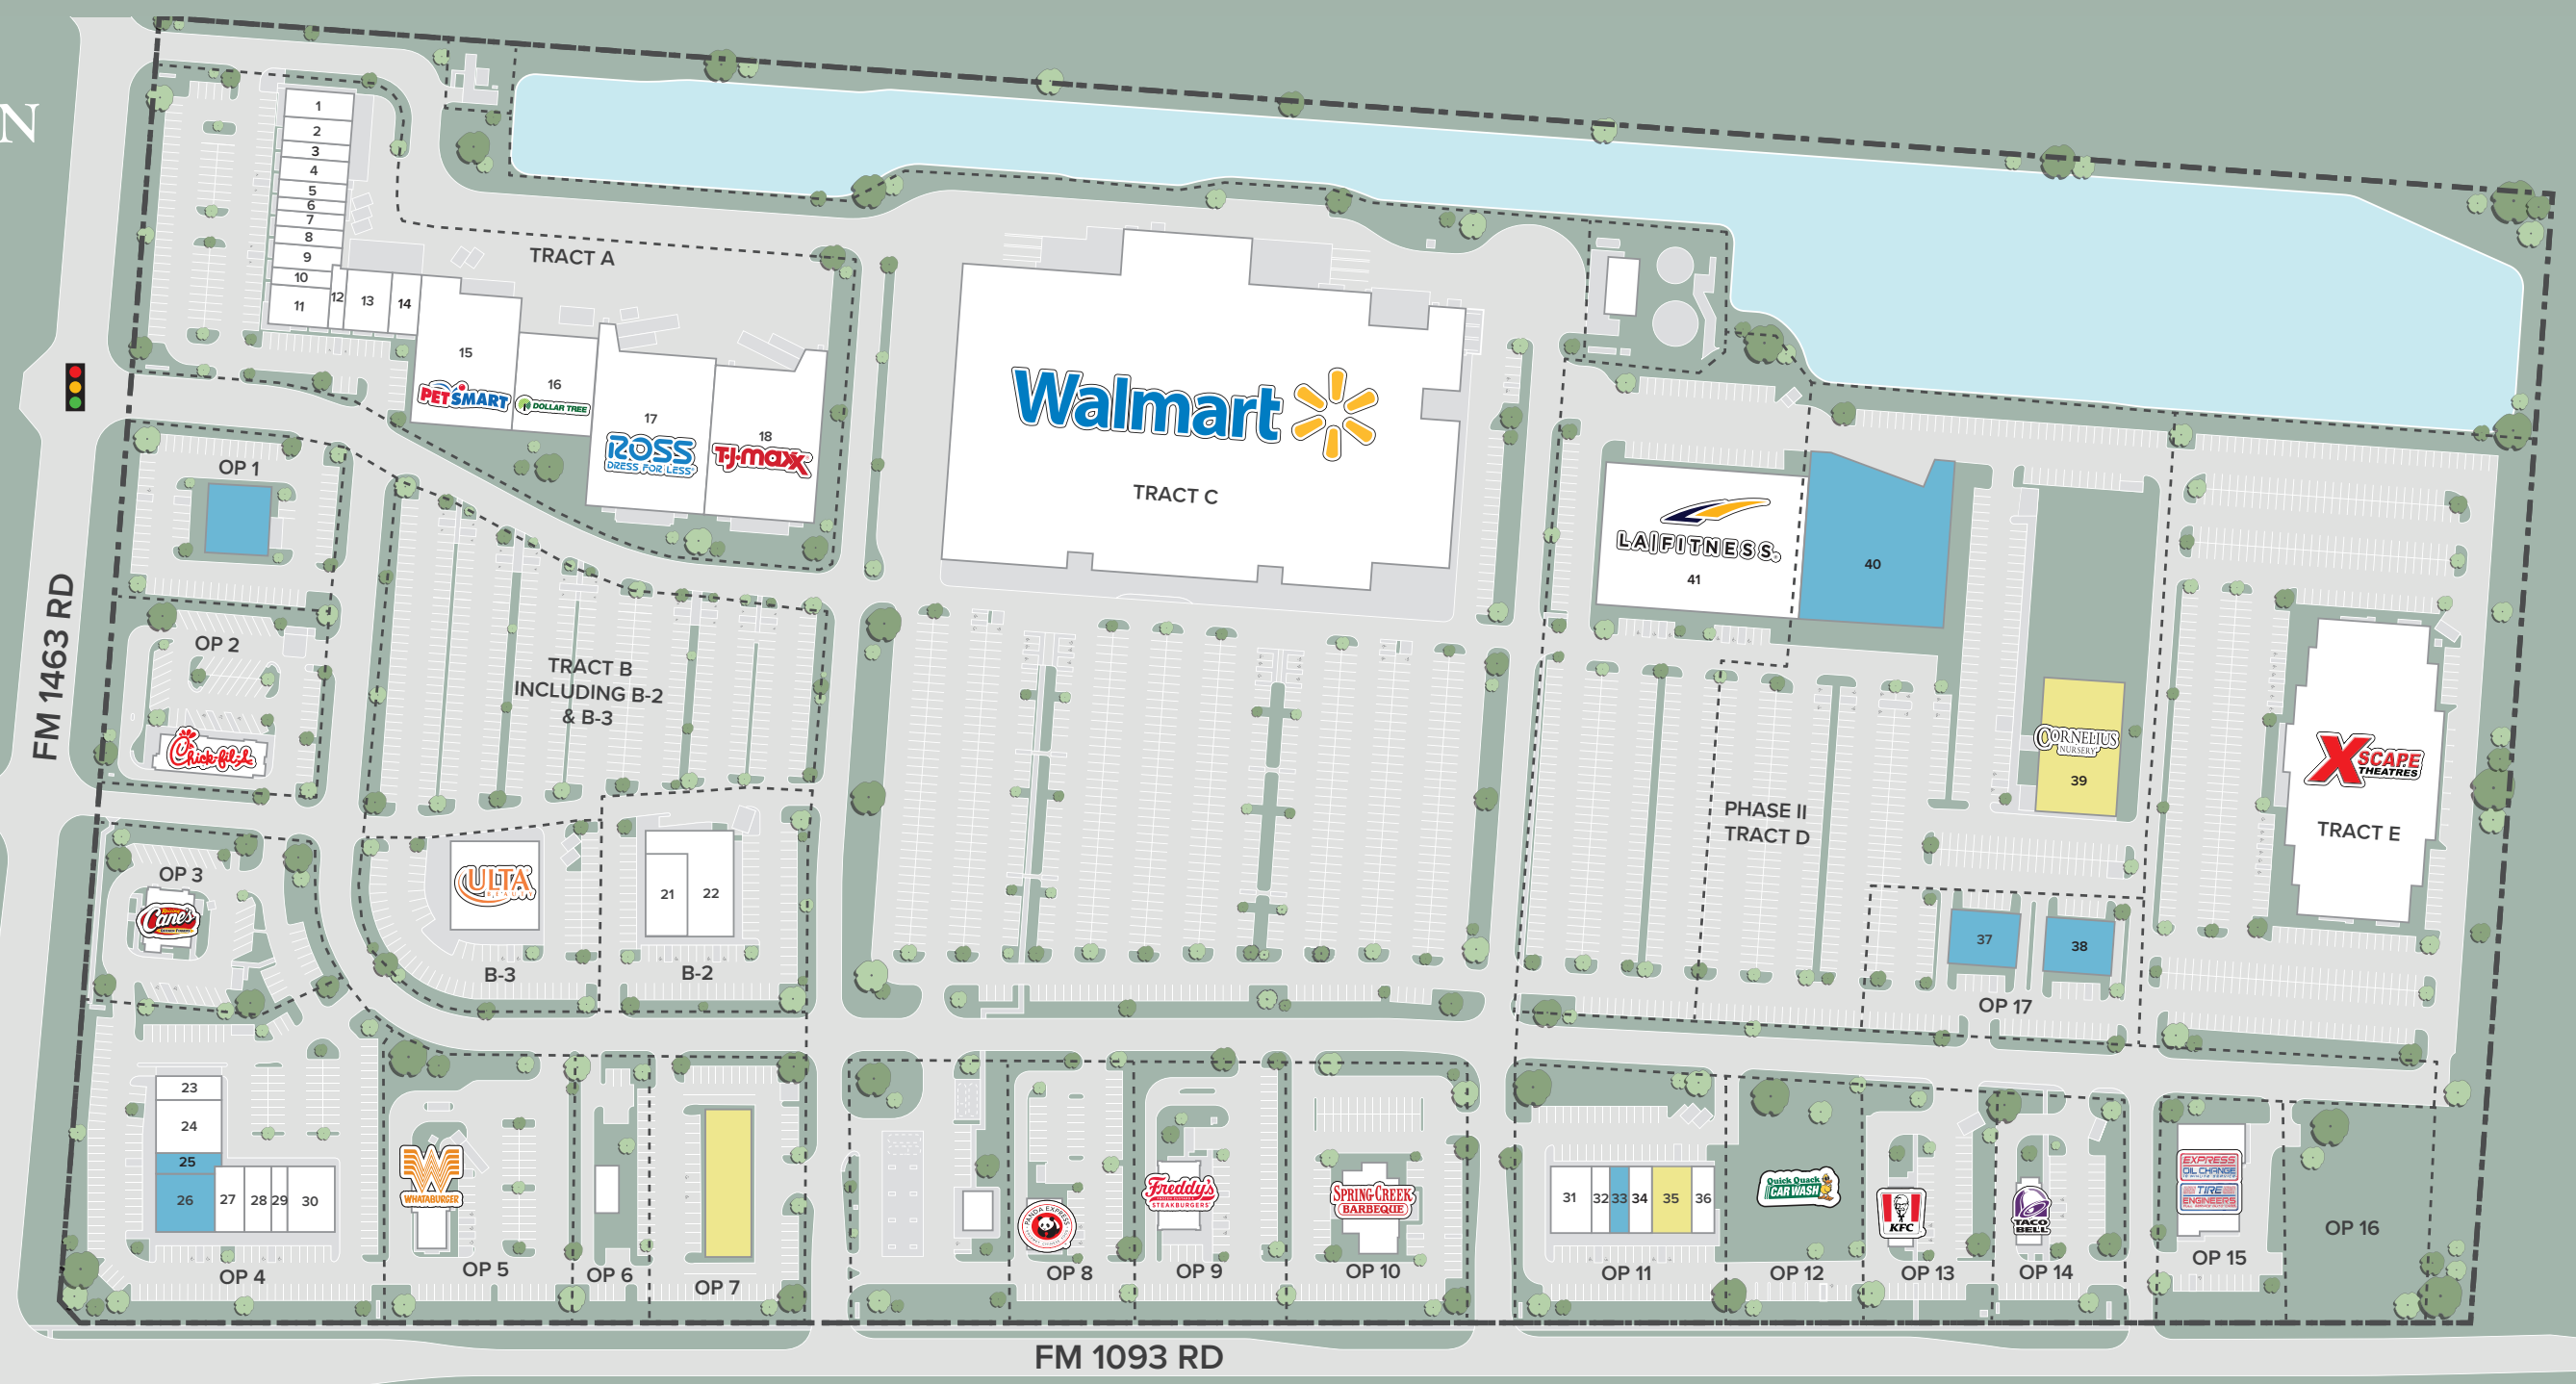 N
1
2
3
4
5
6
7
8
9
10
11
12
13
14
TRACT A
15
PETSMART
16
DOLLAR TREE
17
ROSS
DRESS FOR LESS
18
T.J.maxx
Walmart
TRACT C
LA|FITNESS.
41
40
OP 1
FM 1463 RD
OP 2
Chick-fil-A
TRACT B
INCLUDING B-2
& B-3
PHASE II
TRACT D
CORNELIUS
NURSERY
39
XSCAPE
THEATRES
TRACT E
OP 3
Cane's
ULTA
BEAUTY
B-3
21
22
B-2
37
38
OP 17
23
24
25
26
27
28
29
30
OP 4
WHATABURGER
OP 5
OP 6
OP 7
PANDA EXPRESS
OP 8
Freddy's
STEAKBURGERS
OP 9
SPRING CREEK
BARBEQUE
OP 10
31
32
33
34
35
36
OP 11
Quick Quack
CAR WASH
OP 12
KFC
OP 13
TACO
BELL
OP 14
EXPRESS
OIL CHANGE
TIRE
ENGINEERS
OP 15
OP 16
FM 1093 RD